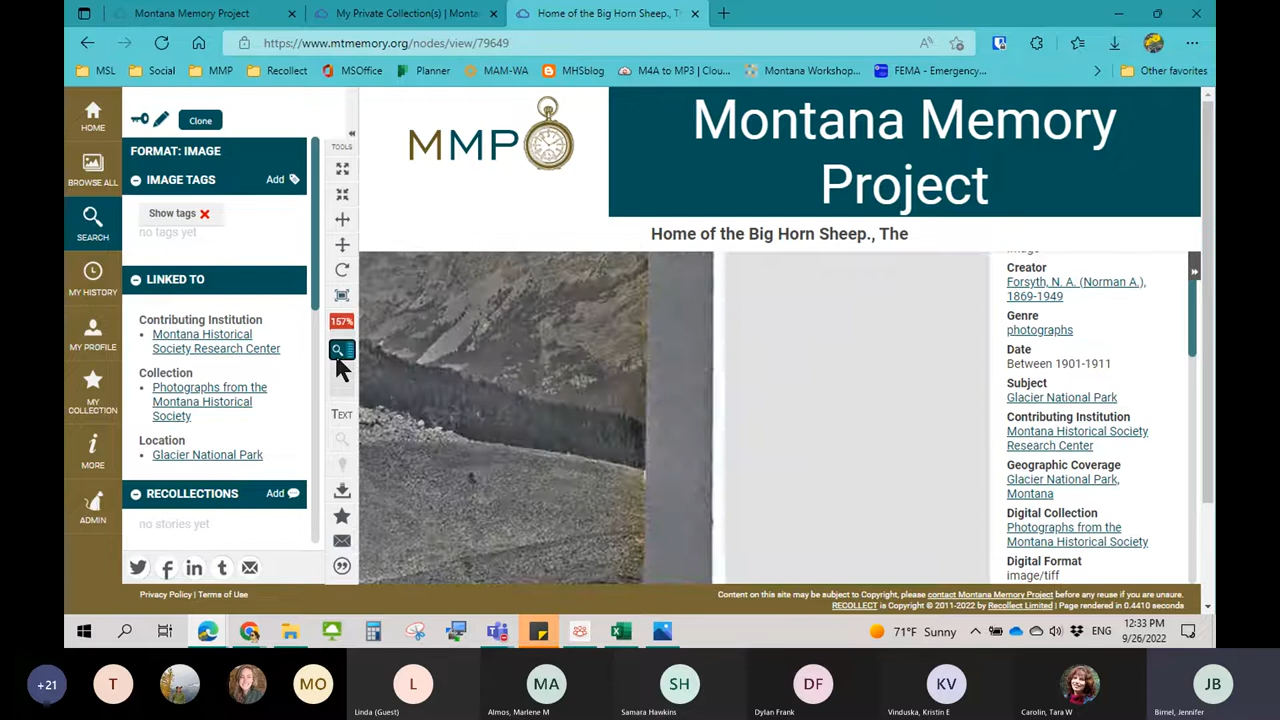 Montana Memory Project
My Private Collection(s) | Monta
Home of the Big Horn Sheep., Th
https://www.mtmemory.org/nodes/view/79649
MSL
Social
MMP
Recollect
MSOffice
Planner
MAM-WA
MHSblog
M4A to MP3 | Clou...
Montana Workshop...
FEMA - Emergency...
Other favorites
HOME
BROWSE ALL
SEARCH
MY HISTORY
MY PROFILE
MY COLLECTION
MORE
ADMIN
Clone
FORMAT: IMAGE
IMAGE TAGS Add
Show tags
no tags yet
LINKED TO
Contributing Institution
• Montana Historical
Society Research Center
Collection
• Photographs from the
Montana Historical
Society
Location
• Glacier National Park
RECOLLECTIONS Add
no stories yet
TOOLS
157%
TEXT
MMP
Montana Memory
Project
Home of the Big Horn Sheep., The
Creator
Forsyth, N. A. (Norman A.),
1869-1949
Genre
photographs
Date
Between 1901-1911
Subject
Glacier National Park
Contributing Institution
Montana Historical Society
Research Center
Geographic Coverage
Glacier National Park,
Montana
Digital Collection
Photographs from the
Montana Historical Society
Digital Format
image/tiff
Privacy Policy | Terms of Use
Content on this site may be subject to Copyright, please contact Montana Memory Project before any reuse if you are unsure.
RECOLLECT is Copyright © 2011-2022 by Recollect Limited | Page rendered in 0.4410 seconds
71°F Sunny
ENG
12:33 PM
9/26/2022
+21
T
MO
L
Linda (Guest)
MA
Almos, Marlene M
SH
Samara Hawkins
DF
Dylan Frank
KV
Vinduska, Kristin E
Carolin, Tara W
JB
Birnel, Jennifer